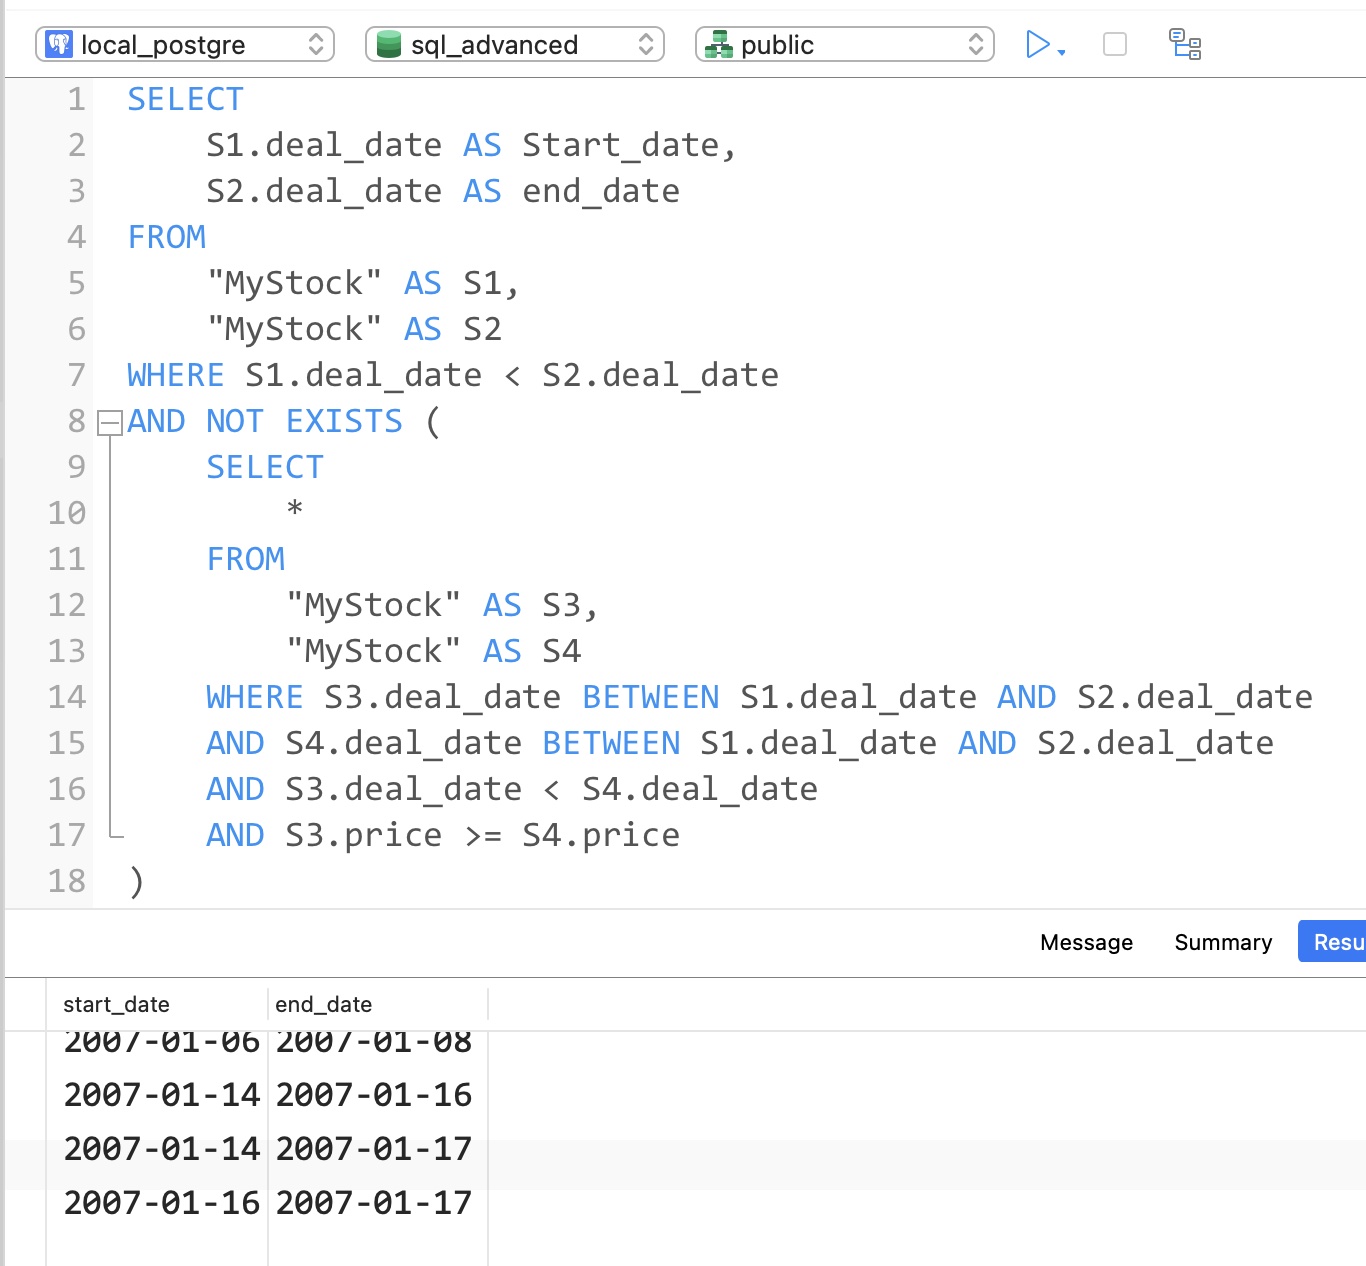 local_postgre sql_advanced public
1 SELECT
2 S1.deal_date AS Start_date,
3 S2.deal_date AS end_date
4 FROM
5 "MyStock" AS S1,
6 "MyStock" AS S2
7 WHERE S1.deal_date < S2.deal_date
8 AND NOT EXISTS (
9 SELECT
10 *
11 FROM
12 "MyStock" AS S3,
13 "MyStock" AS S4
14 WHERE S3.deal_date BETWEEN S1.deal_date AND S2.deal_date
15 AND S4.deal_date BETWEEN S1.deal_date AND S2.deal_date
16 AND S3.deal_date < S4.deal_date
17 AND S3.price >= S4.price
18 )
Message Summary Resu
start_date end_date
2007-01-06 2007-01-08
2007-01-14 2007-01-16
2007-01-14 2007-01-17
2007-01-16 2007-01-17